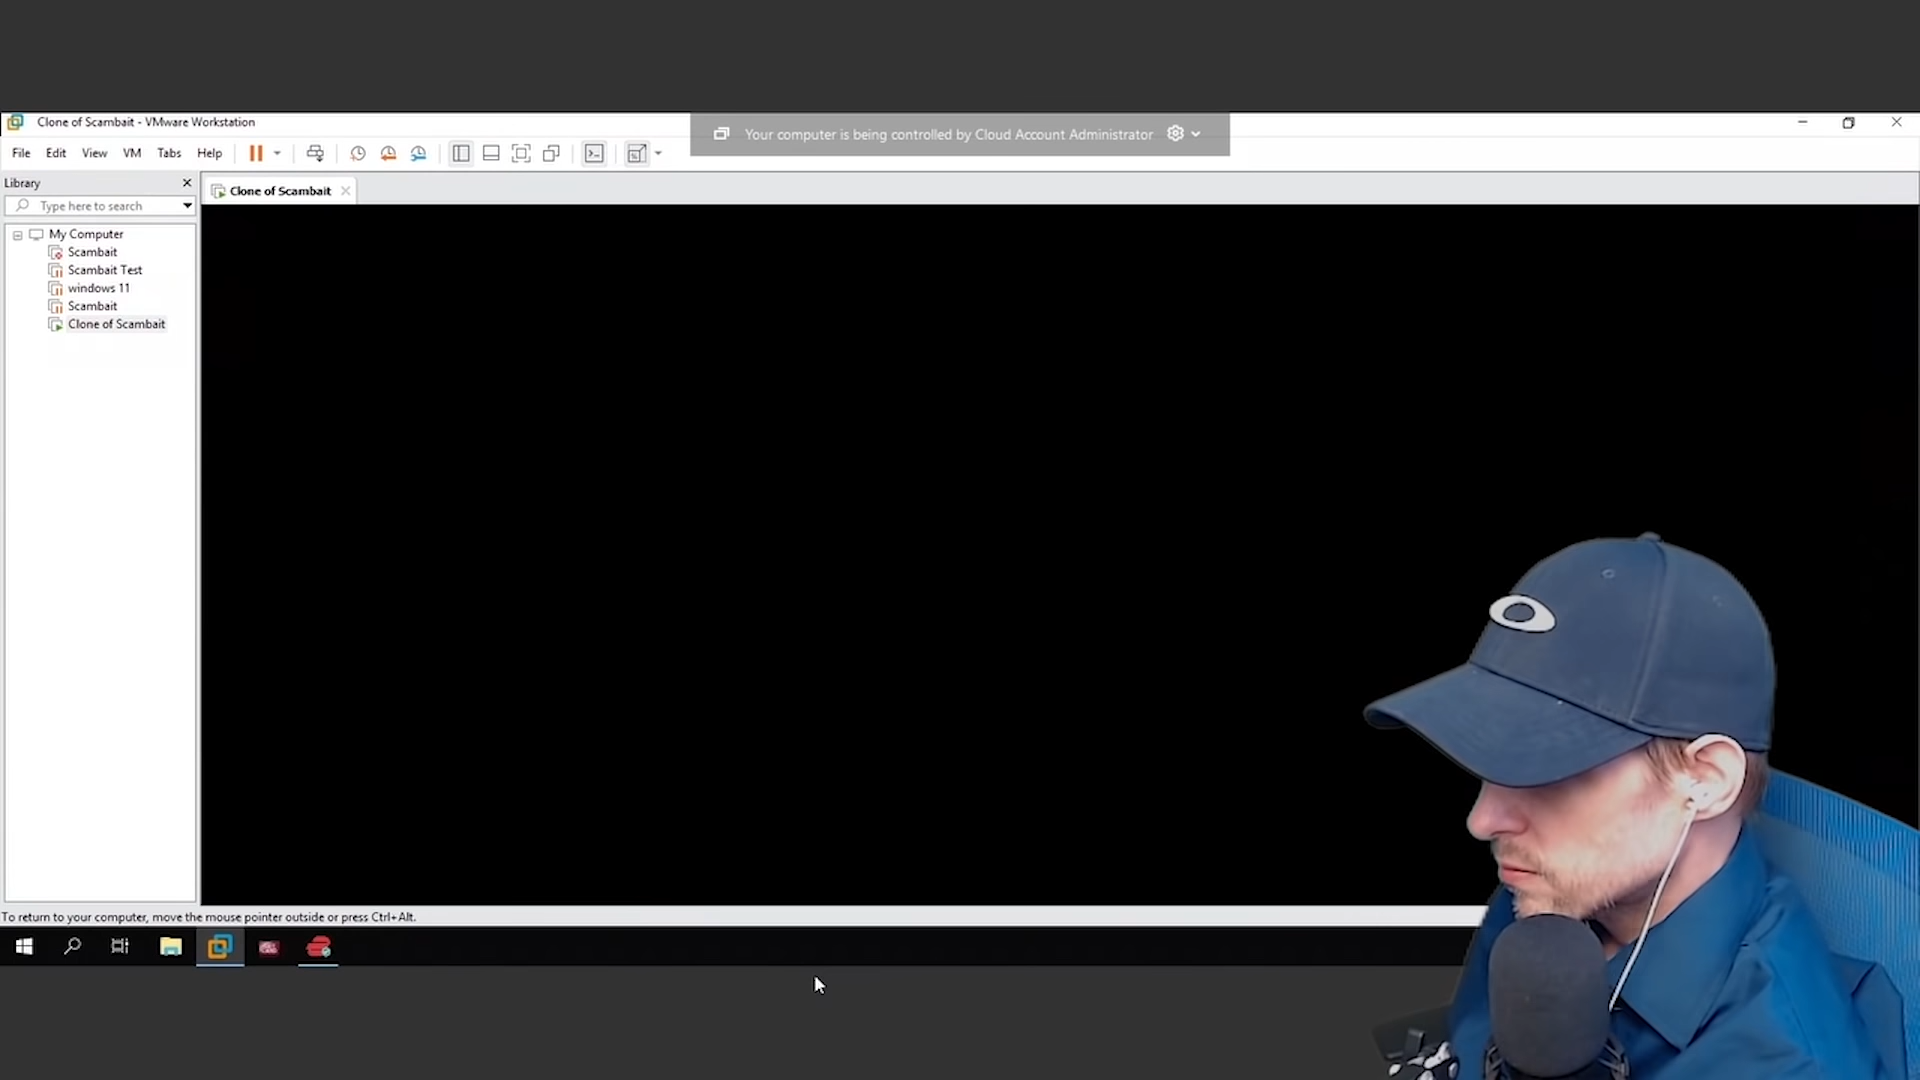 Clone of Scambait - VMware Workstation
Your computer is being controlled by Cloud Account Administrator
File Edit View VM Tabs Help
Library
Clone of Scambait
Type here to search
My Computer
Scambait
Scambait Test
windows 11
Scambait
Clone of Scambait
To return to your computer, move the mouse pointer outside or press Ctrl+Alt.